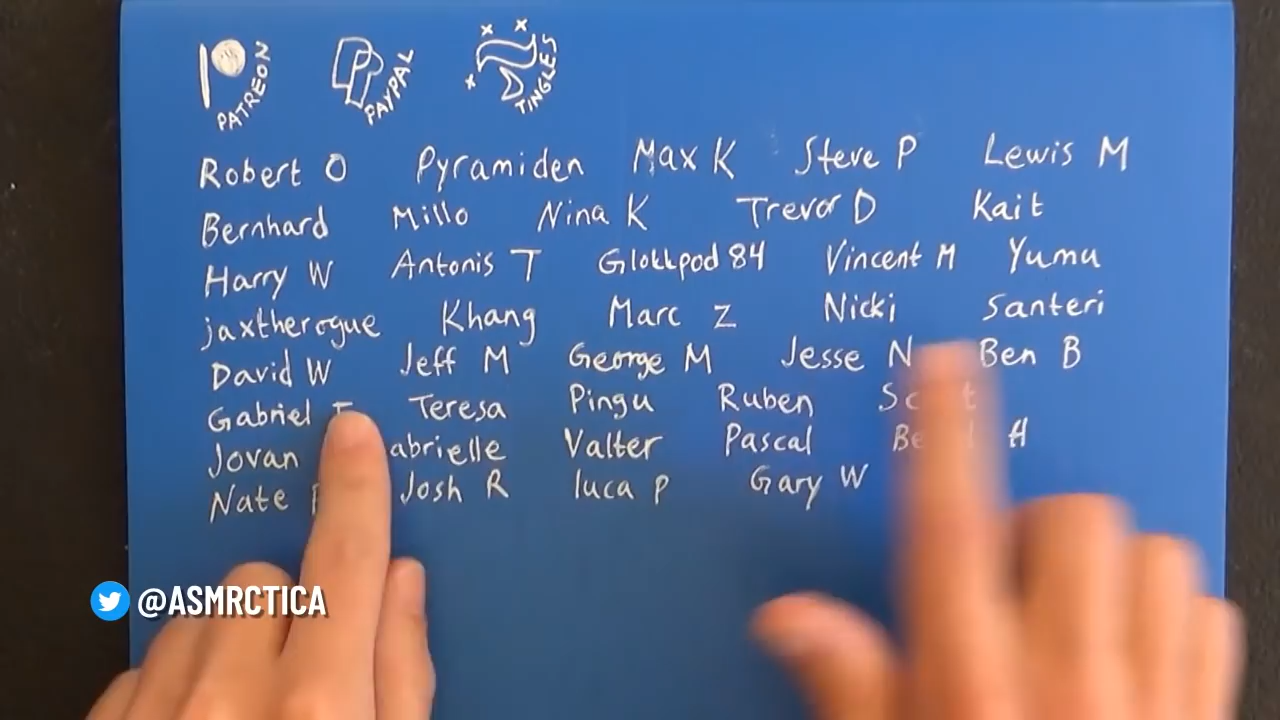 PATREON PAYPAL TINGLES
Robert O Pyramiden Max K Steve P Lewis M
Bernhard Millo Nina K Trevor D Kait
Harry W Antonis T Glokkpod 84 Vincent M Yumu
jaxtherogue Khang Marc Z Nicki Santeri
David W Jeff M George M Jesse N Ben B
Gabriel Teresa Pingu Ruben
Jovan Valter Pascal H
Nate Josh R luca P Gary W
@ASMRCTICA